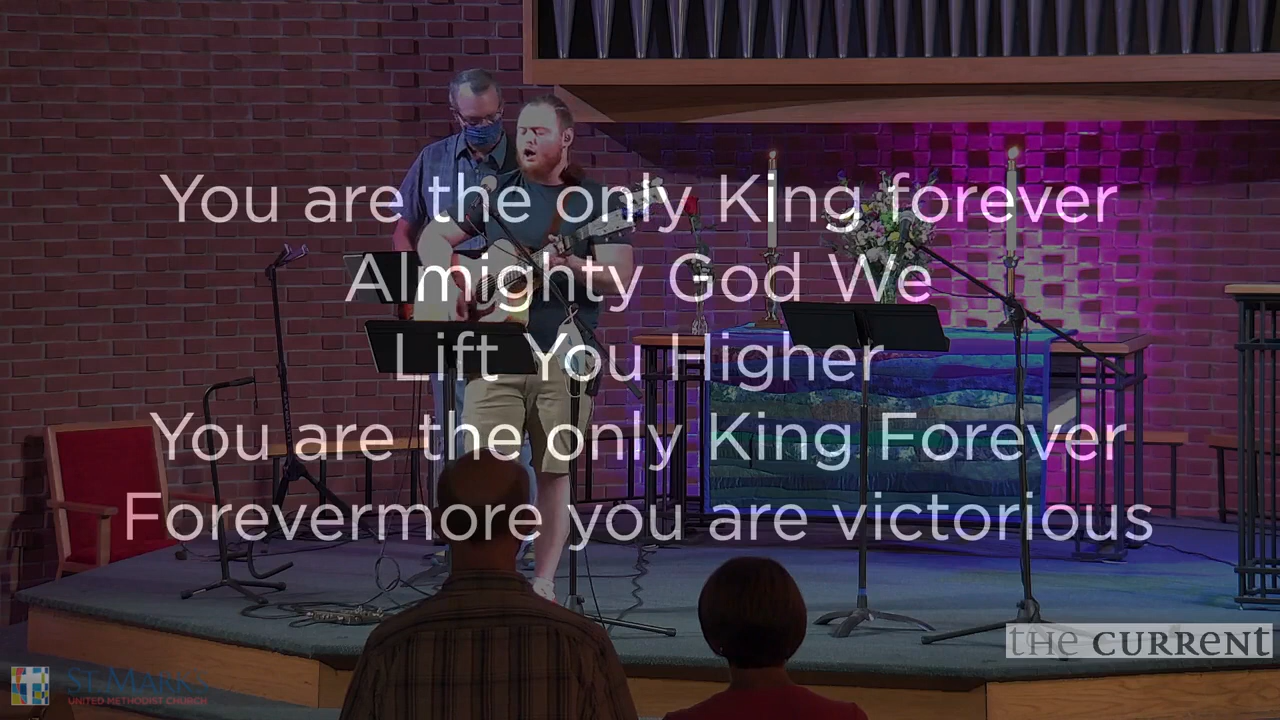 You are the only King forever
Almighty God We
Lift You Higher
You are the only King Forever
Forevermore you are victorious
the CURRENT
ST. MARKS
UNITED METHODIST CHURCH